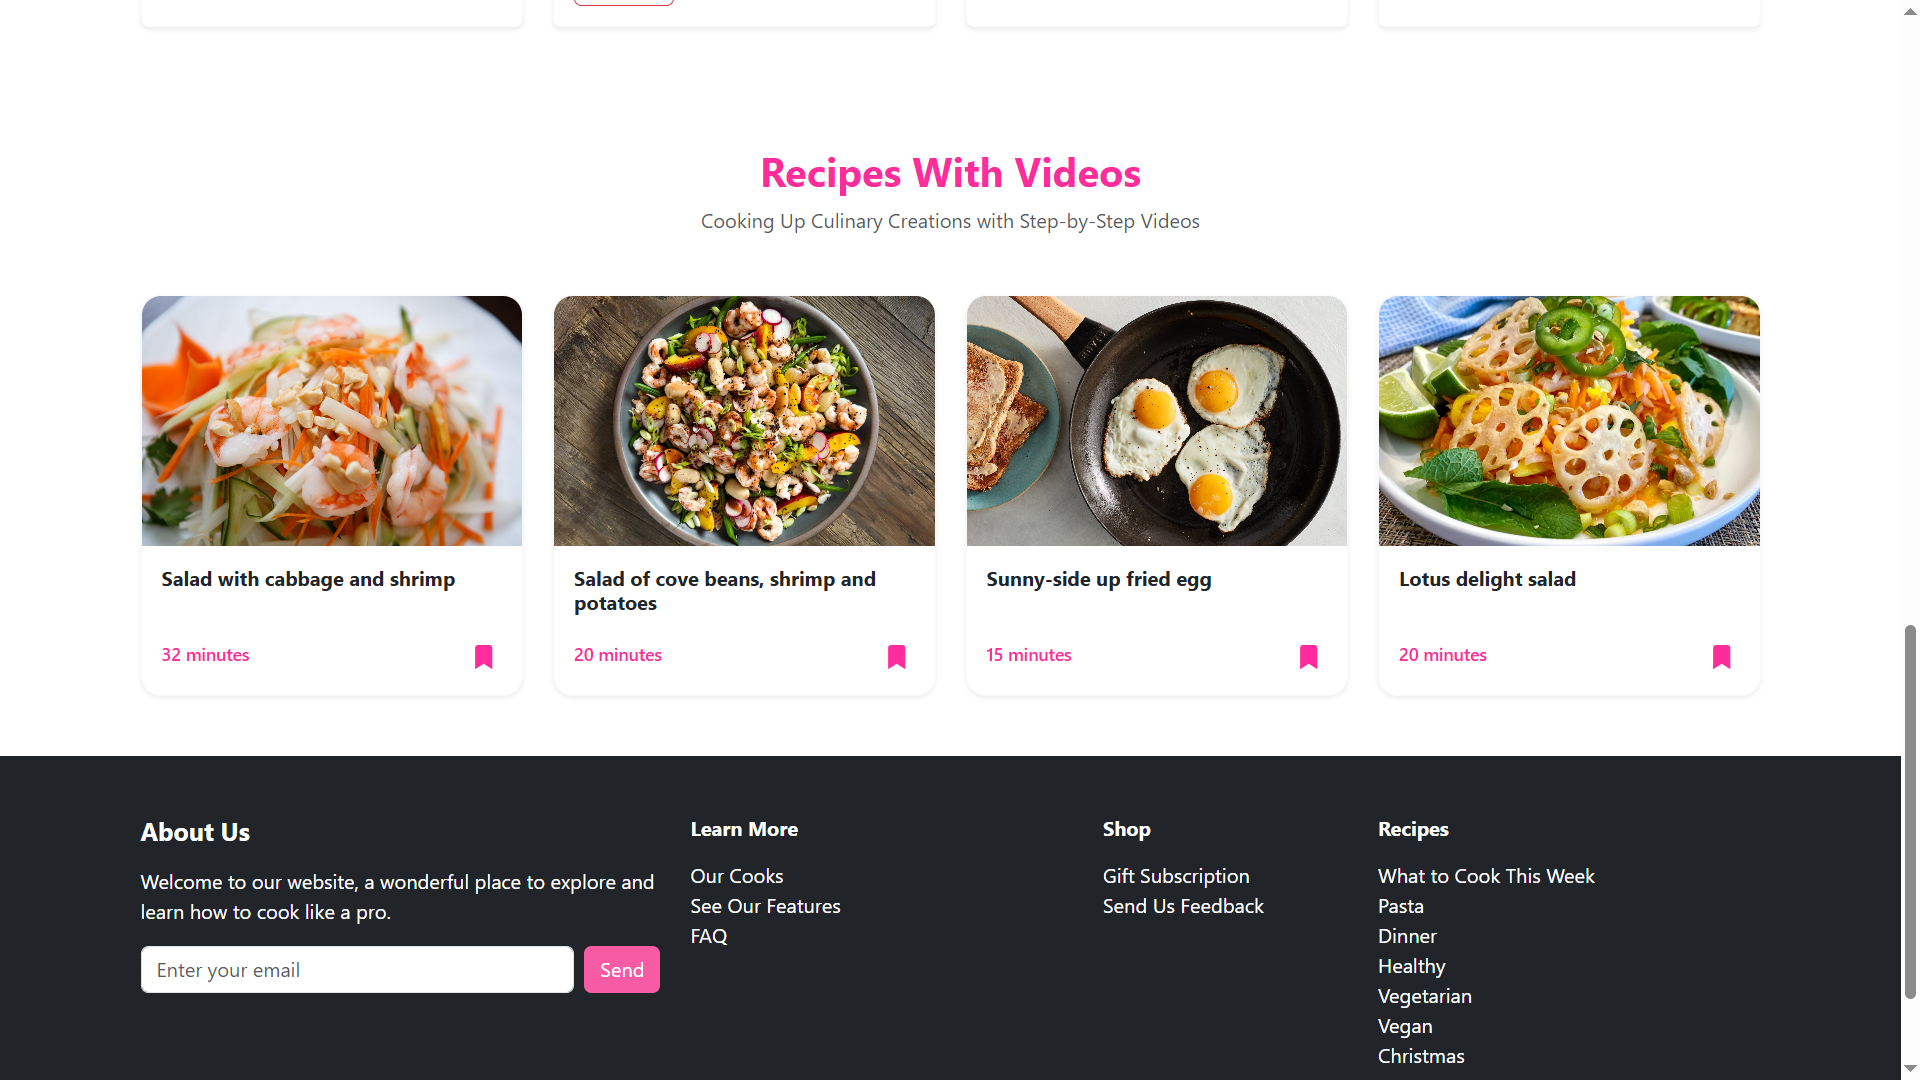 Recipes With Videos
Cooking Up Culinary Creations with Step-by-Step Videos
Salad with cabbage and shrimp
32 minutes
Salad of cove beans, shrimp and
potatoes
20 minutes
Sunny-side up fried egg
15 minutes
Lotus delight salad
20 minutes
About Us
Welcome to our website, a wonderful place to explore and
learn how to cook like a pro.
Enter your email
Send
Learn More
Our Cooks
See Our Features
FAQ
Shop
Gift Subscription
Send Us Feedback
Recipes
What to Cook This Week
Pasta
Dinner
Healthy
Vegetarian
Vegan
Christmas